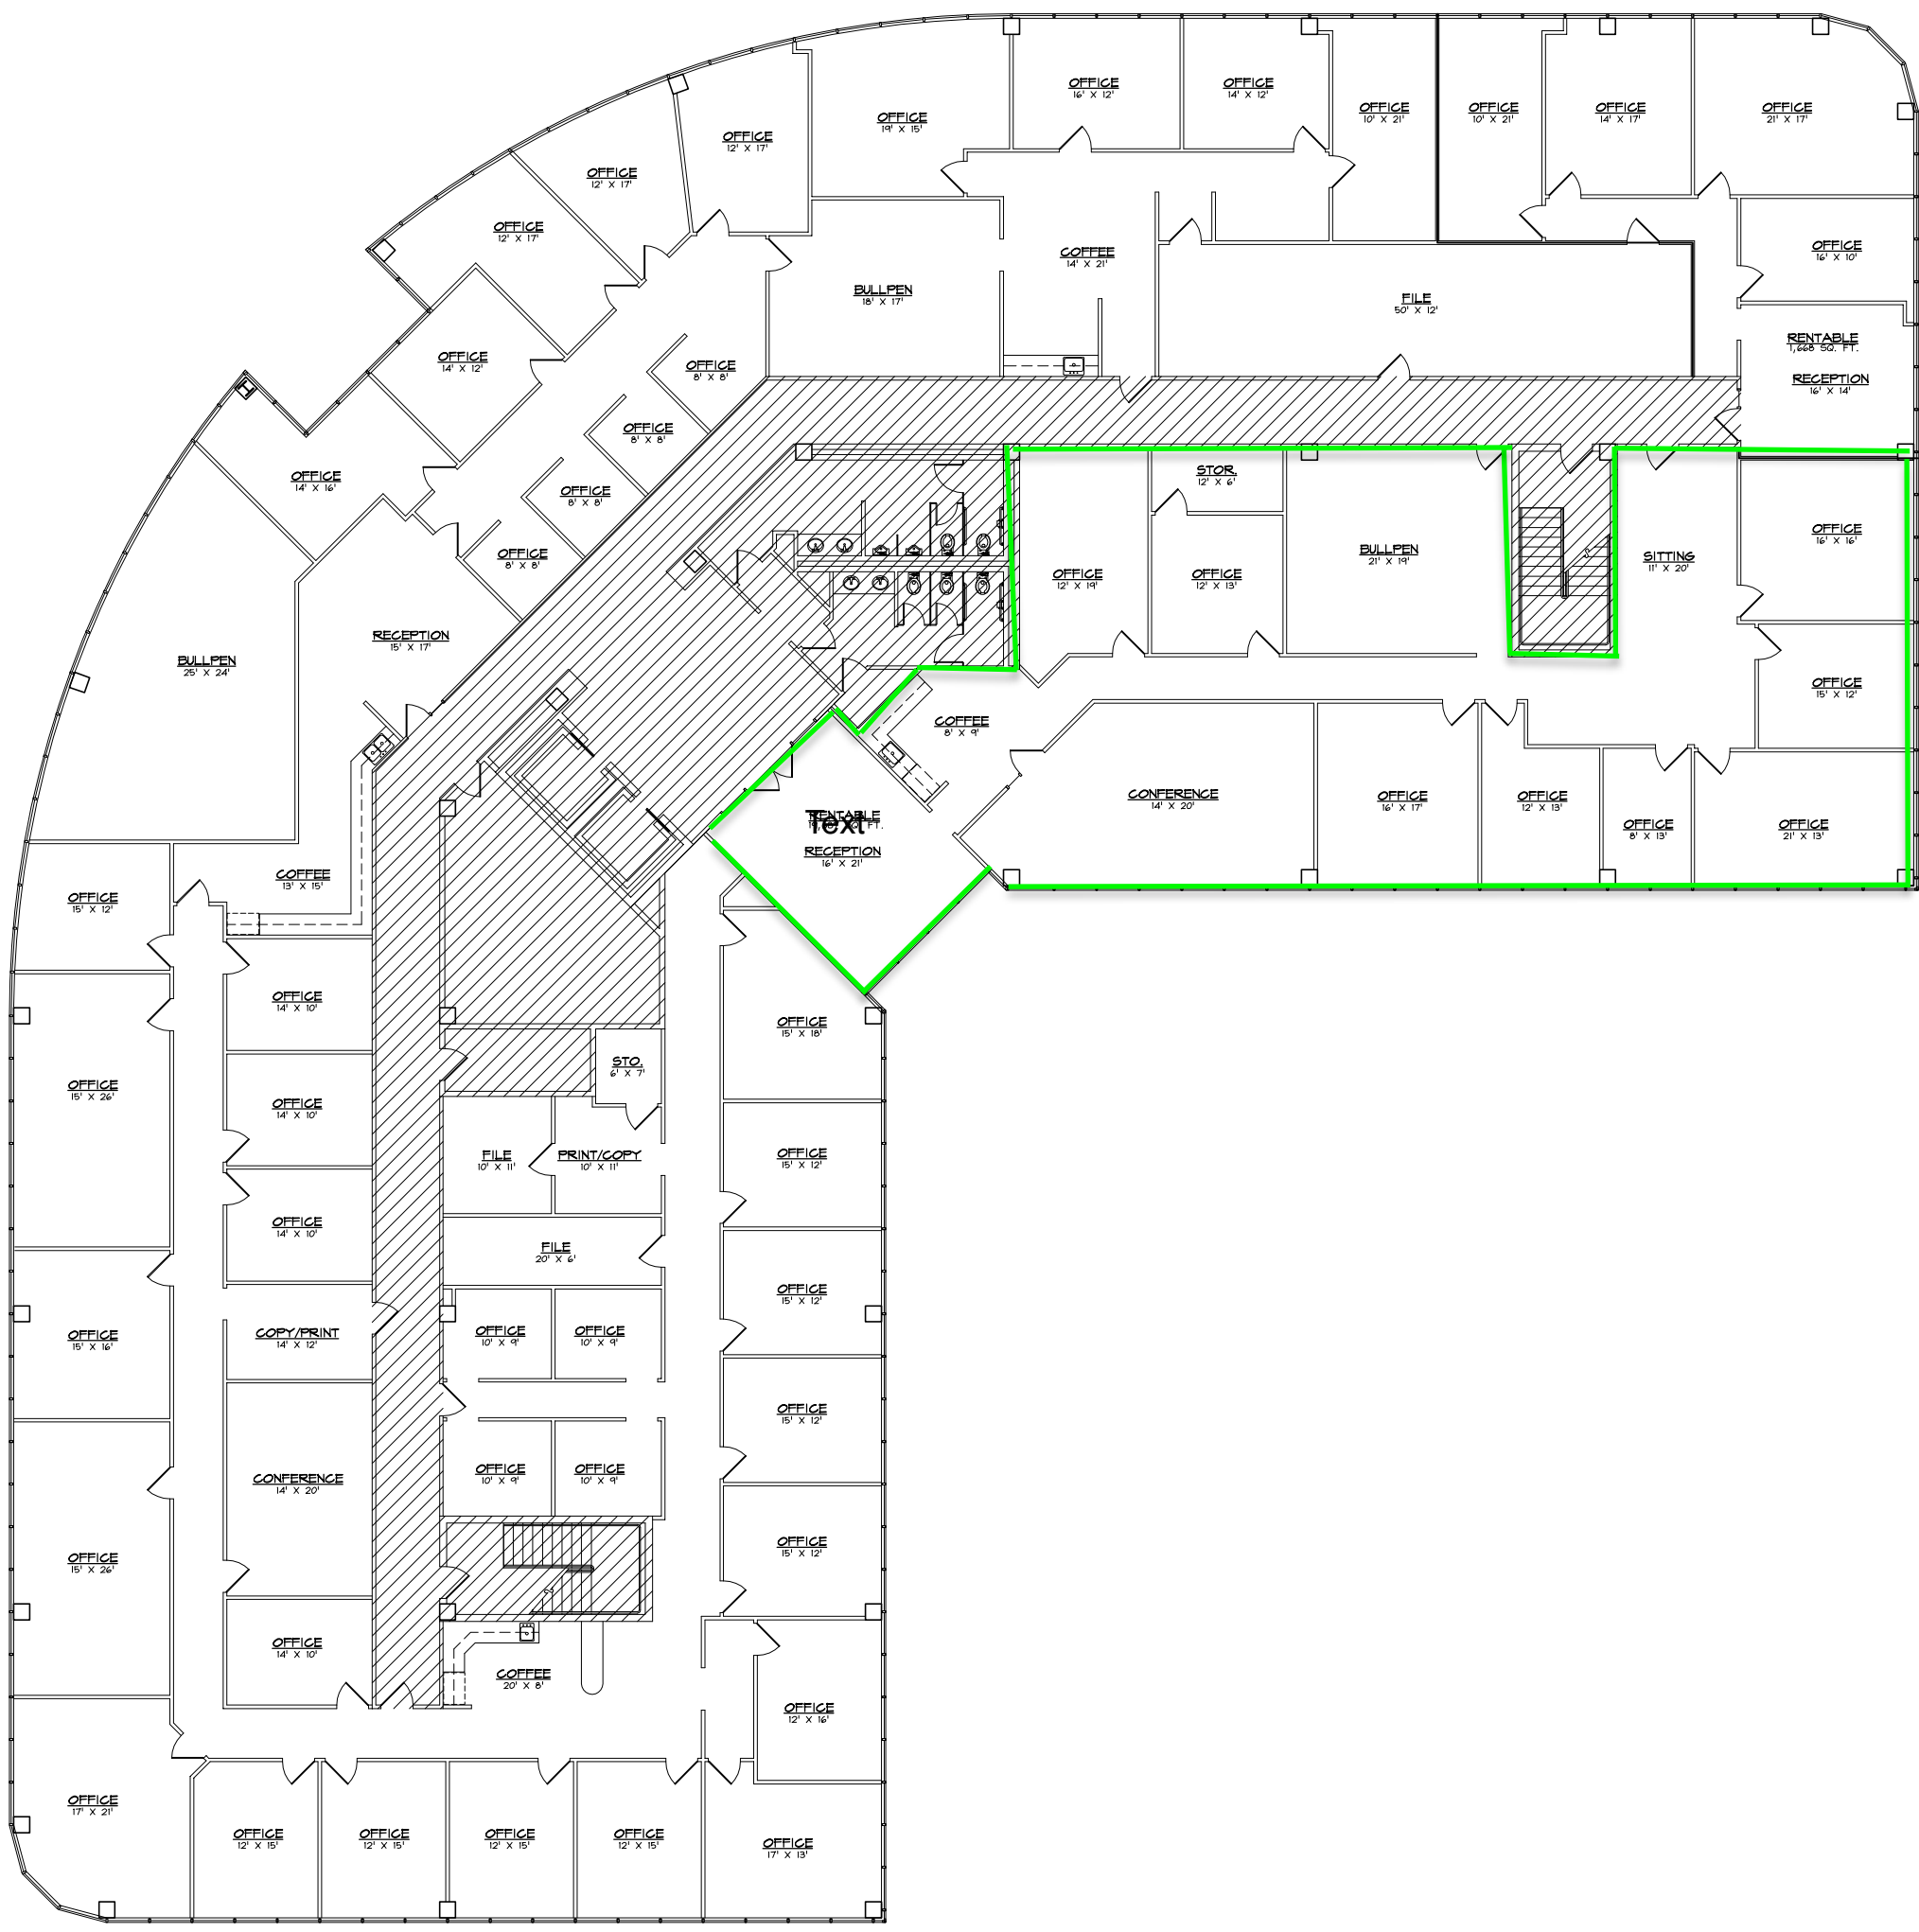 OFFICE
16' X 12'
OFFICE
14' X 12'
OFFICE
10' X 21'
OFFICE
10' X 21'
OFFICE
14' X 17'
OFFICE
21' X 17'
OFFICE
19' X 15'
OFFICE
12' X 17'
OFFICE
12' X 17'
OFFICE
12' X 17'
COFFEE
14' X 21'
OFFICE
16' X 10'
BULLPEN
18' X 17'
FILE
50' X 12'
RENTABLE
1,668 SQ. FT.
RECEPTION
16' X 14'
OFFICE
14' X 12'
OFFICE
8' X 8'
OFFICE
8' X 8'
OFFICE
14' X 16'
OFFICE
8' X 8'
OFFICE
8' X 8'
STOR.
12' X 6'
BULLPEN
21' X 19'
SITTING
11' X 20'
OFFICE
16' X 16'
OFFICE
12' X 19'
OFFICE
12' X 13'
RECEPTION
15' X 17'
BULLPEN
25' X 24'
OFFICE
15' X 12'
COFFEE
8' X 9'
CONFERENCE
14' X 20'
OFFICE
16' X 17'
OFFICE
12' X 13'
OFFICE
8' X 13'
OFFICE
21' X 13'
RENTABLE
Text
RECEPTION
16' X 21'
COFFEE
13' X 15'
OFFICE
15' X 12'
OFFICE
14' X 10'
OFFICE
15' X 18'
STO.
6' X 7'
OFFICE
15' X 26'
OFFICE
14' X 10'
FILE
10' X 11'
PRINT/COPY
10' X 11'
OFFICE
15' X 12'
OFFICE
14' X 10'
FILE
20' X 6'
OFFICE
15' X 12'
OFFICE
15' X 16'
COPY/PRINT
14' X 12'
OFFICE
10' X 9'
OFFICE
10' X 9'
OFFICE
15' X 12'
CONFERENCE
14' X 20'
OFFICE
10' X 9'
OFFICE
10' X 9'
OFFICE
15' X 26'
OFFICE
15' X 12'
OFFICE
14' X 10'
COFFEE
20' X 8'
OFFICE
12' X 16'
OFFICE
17' X 21'
OFFICE
12' X 15'
OFFICE
12' X 15'
OFFICE
12' X 15'
OFFICE
12' X 15'
OFFICE
17' X 13'